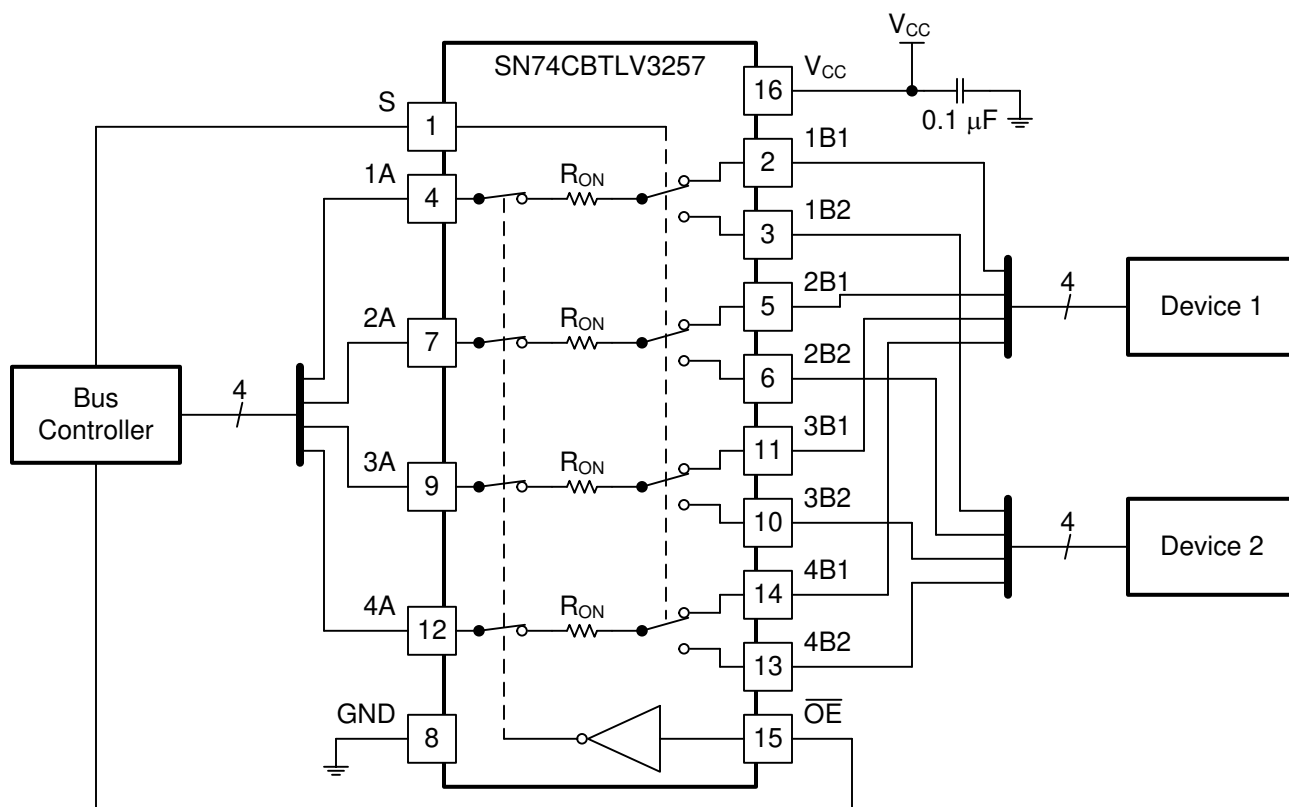 V<sub>CC</sub>
SN74CBTLV3257
V<sub>CC</sub>
S
16
0.1 μF
1
1B1
2
1A
R<sub>ON</sub>
4
1B2
3
2B1
4
5
Device 1
2A
R<sub>ON</sub>
7
2B2
6
Bus
Controller
4
3B1
11
3A
R<sub>ON</sub>
9
3B2
10
4
Device 2
4B1
14
4A
R<sub>ON</sub>
12
4B2
13
GND
8
O̅E̅
15